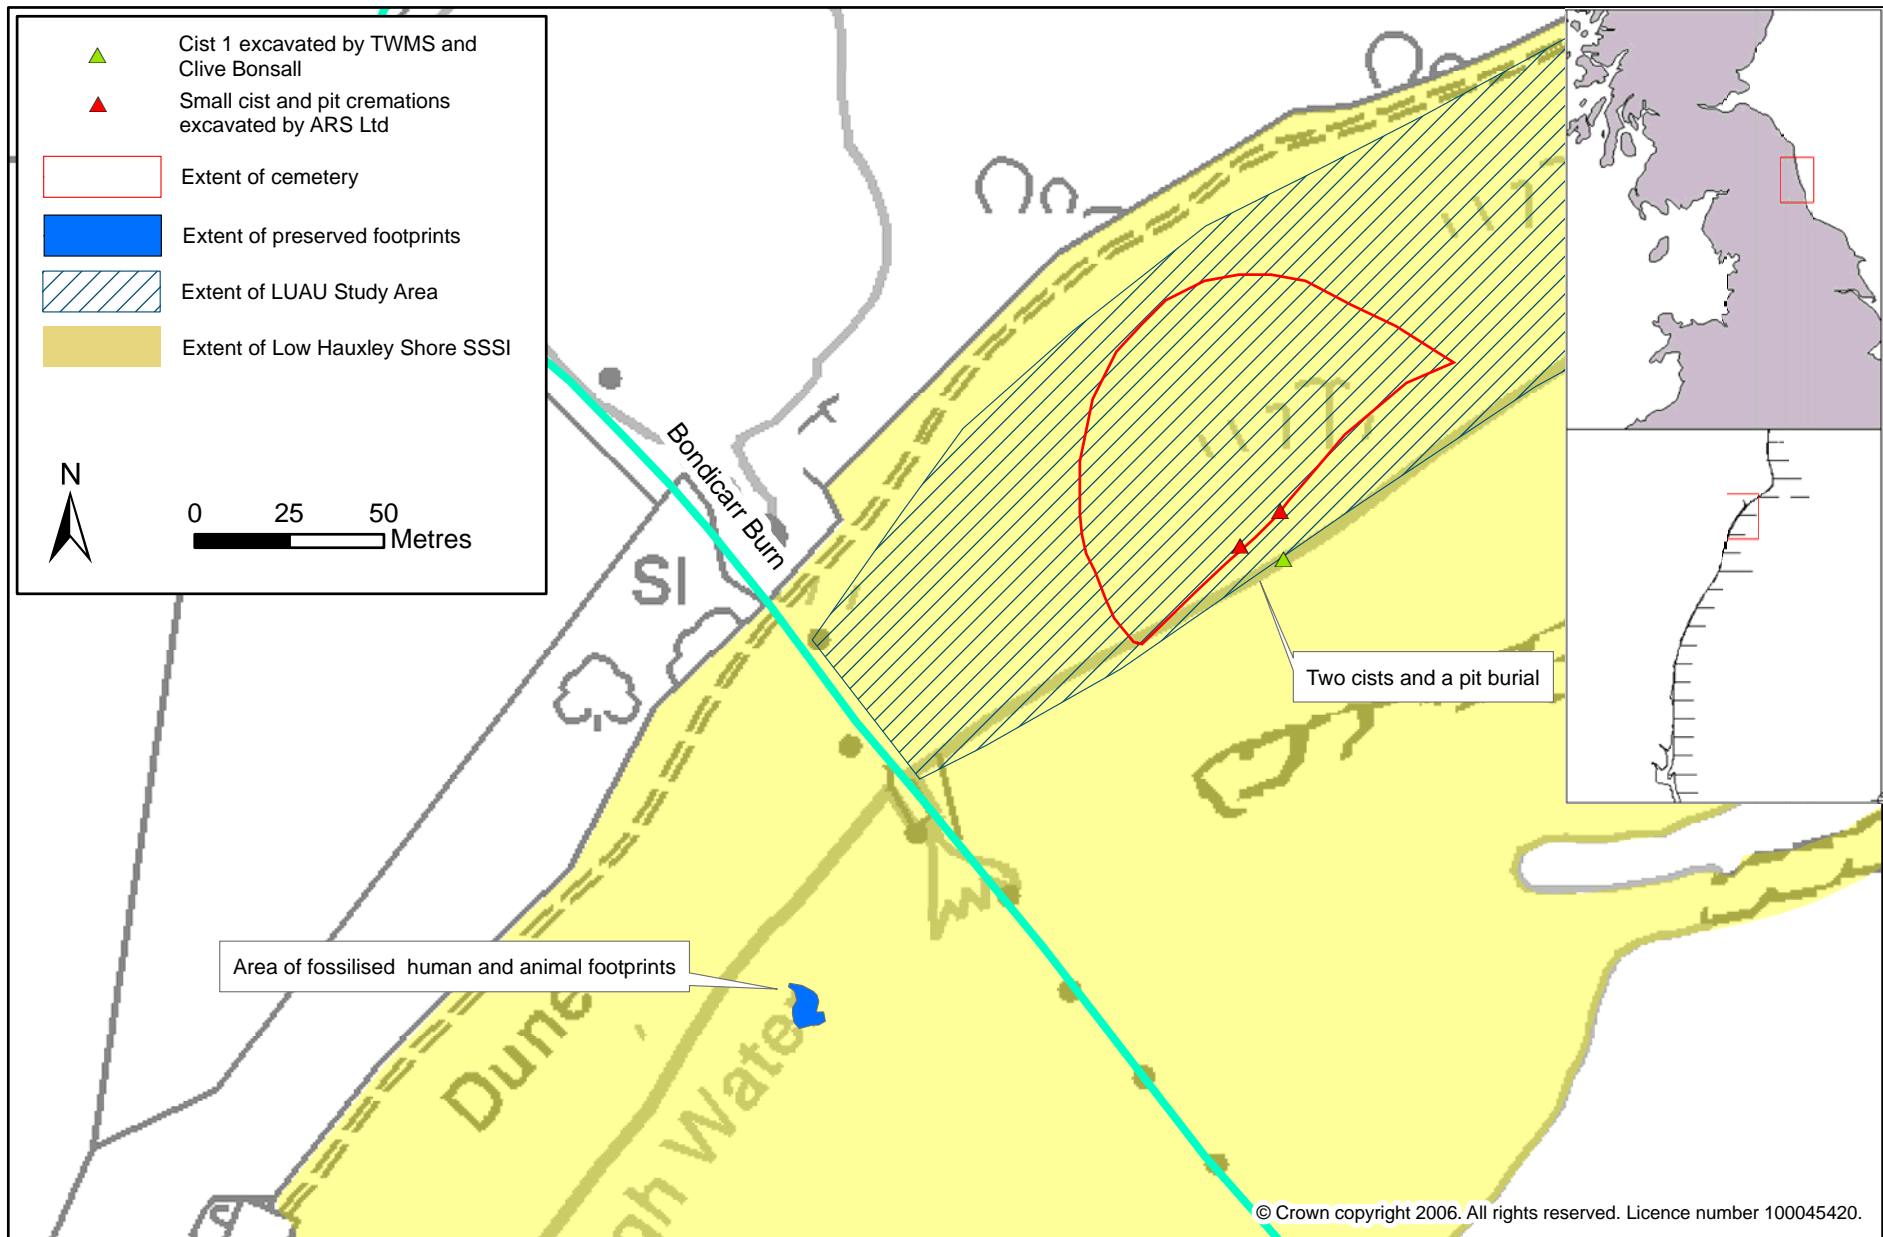 Cist 1 excavated by TWMS and
Clive Bonsall
Small cist and pit cremations
excavated by ARS Ltd
Extent of cemetery
Extent of preserved footprints
Extent of LUAU Study Area
Extent of Low Hauxley Shore SSSI
N
0 25 50
Metres
Bondicarr Burn
SI
Two cists and a pit burial
Area of fossilised human and animal footprints
Dune
gh Wate
© Crown copyright 2006. All rights reserved. Licence number 100045420.